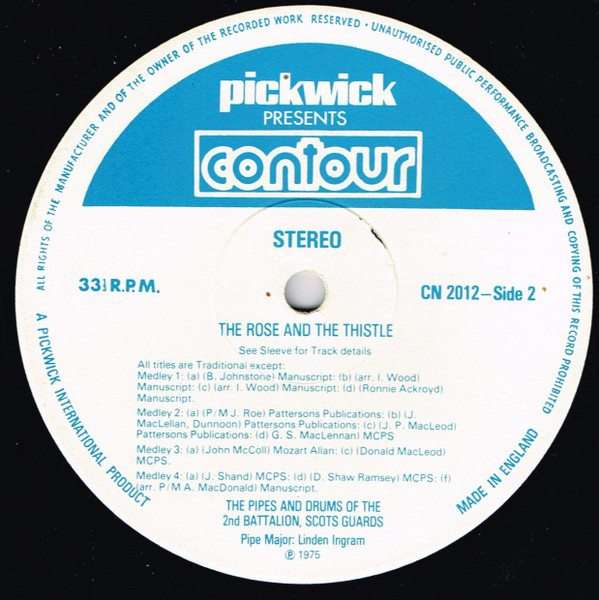 ALL RIGHTS OF THE MANUFACTURER AND OF THE OWNER OF THE RECORDED WORK RESERVED · UNAUTHORISED PUBLIC PERFORMANCE BROADCASTING AND COPYING OF THIS RECORD PROHIBITED
pickwick
PRESENTS
contour
STEREO
33⅓ R.P.M.
CN 2012–Side 2
THE ROSE AND THE THISTLE
See Sleeve for Track details
All titles are Traditional except:
Medley 1: (a) (B. Johnstone) Manuscript: (b) (arr. I. Wood)
Manuscript: (c) (arr. I. Wood) Manuscript: (d) (Ronnie Ackroyd)
Manuscript.
Medley 2: (a) (P/M J. Roe) Pattersons Publications: (b) (J.
MacLellan, Dunnoon) Pattersons Publications: (c) (J. P. MacLeod)
Pattersons Publications: (d) G. S. MacLennan) MCPS
Medley 3: (a) (John McColl) Mozart Allan: (c) (Donald MacLeod)
MCPS.
Medley 4: (a) (J. Shand) MCPS: (d) (D. Shaw Ramsey) MCPS: (f)
(arr. P/M A. MacDonald) Manuscript.
THE PIPES AND DRUMS OF THE
2nd BATTALION, SCOTS GUARDS
Pipe Major: Linden Ingram
℗ 1975
A PICKWICK INTERNATIONAL PRODUCT
MADE IN ENGLAND